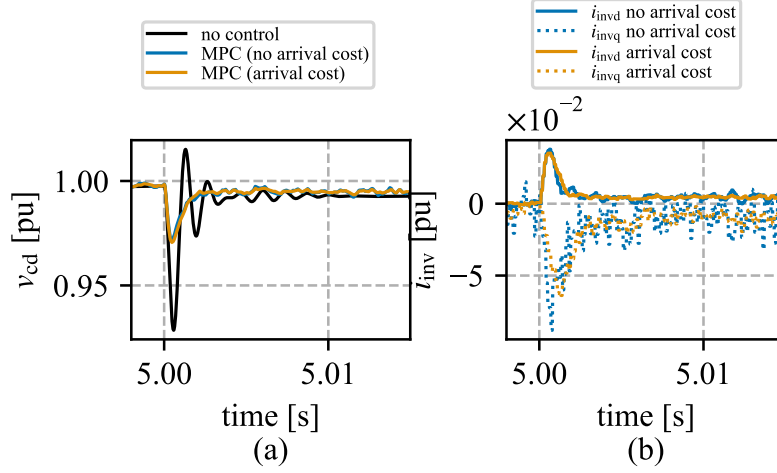 no control
MPC (no arrival cost)
MPC (arrival cost)
1.00
0.95
v_cd [pu]
5.00
5.01
time [s]
(a)
i_invd no arrival cost
i_invq no arrival cost
i_invd arrival cost
i_invq arrival cost
×10⁻²
0
−5
i_inv [pu]
5.00
5.01
time [s]
(b)